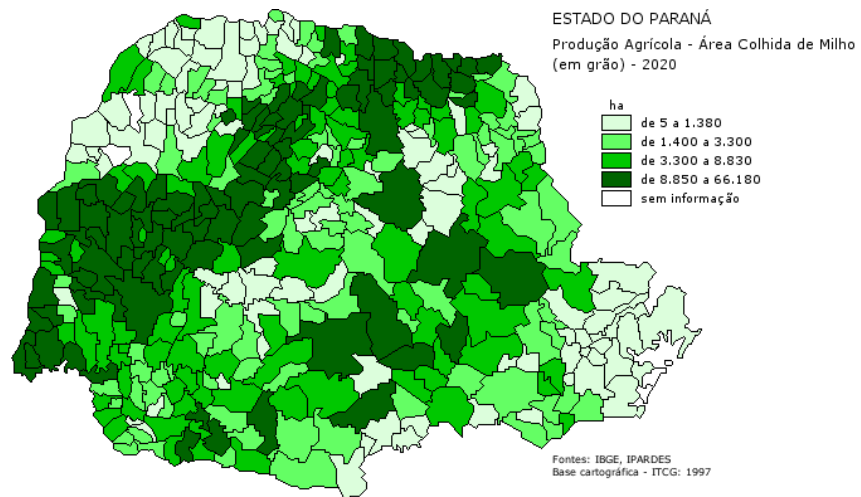 ESTADO DO PARANÁ
Produção Agrícola - Área Colhida de Milho
(em grão) - 2020
ha
de 5 a 1.380
de 1.400 a 3.300
de 3.300 a 8.830
de 8.850 a 66.180
sem informação
Fontes: IBGE, IPARDES
Base cartográfica - ITCG: 1997